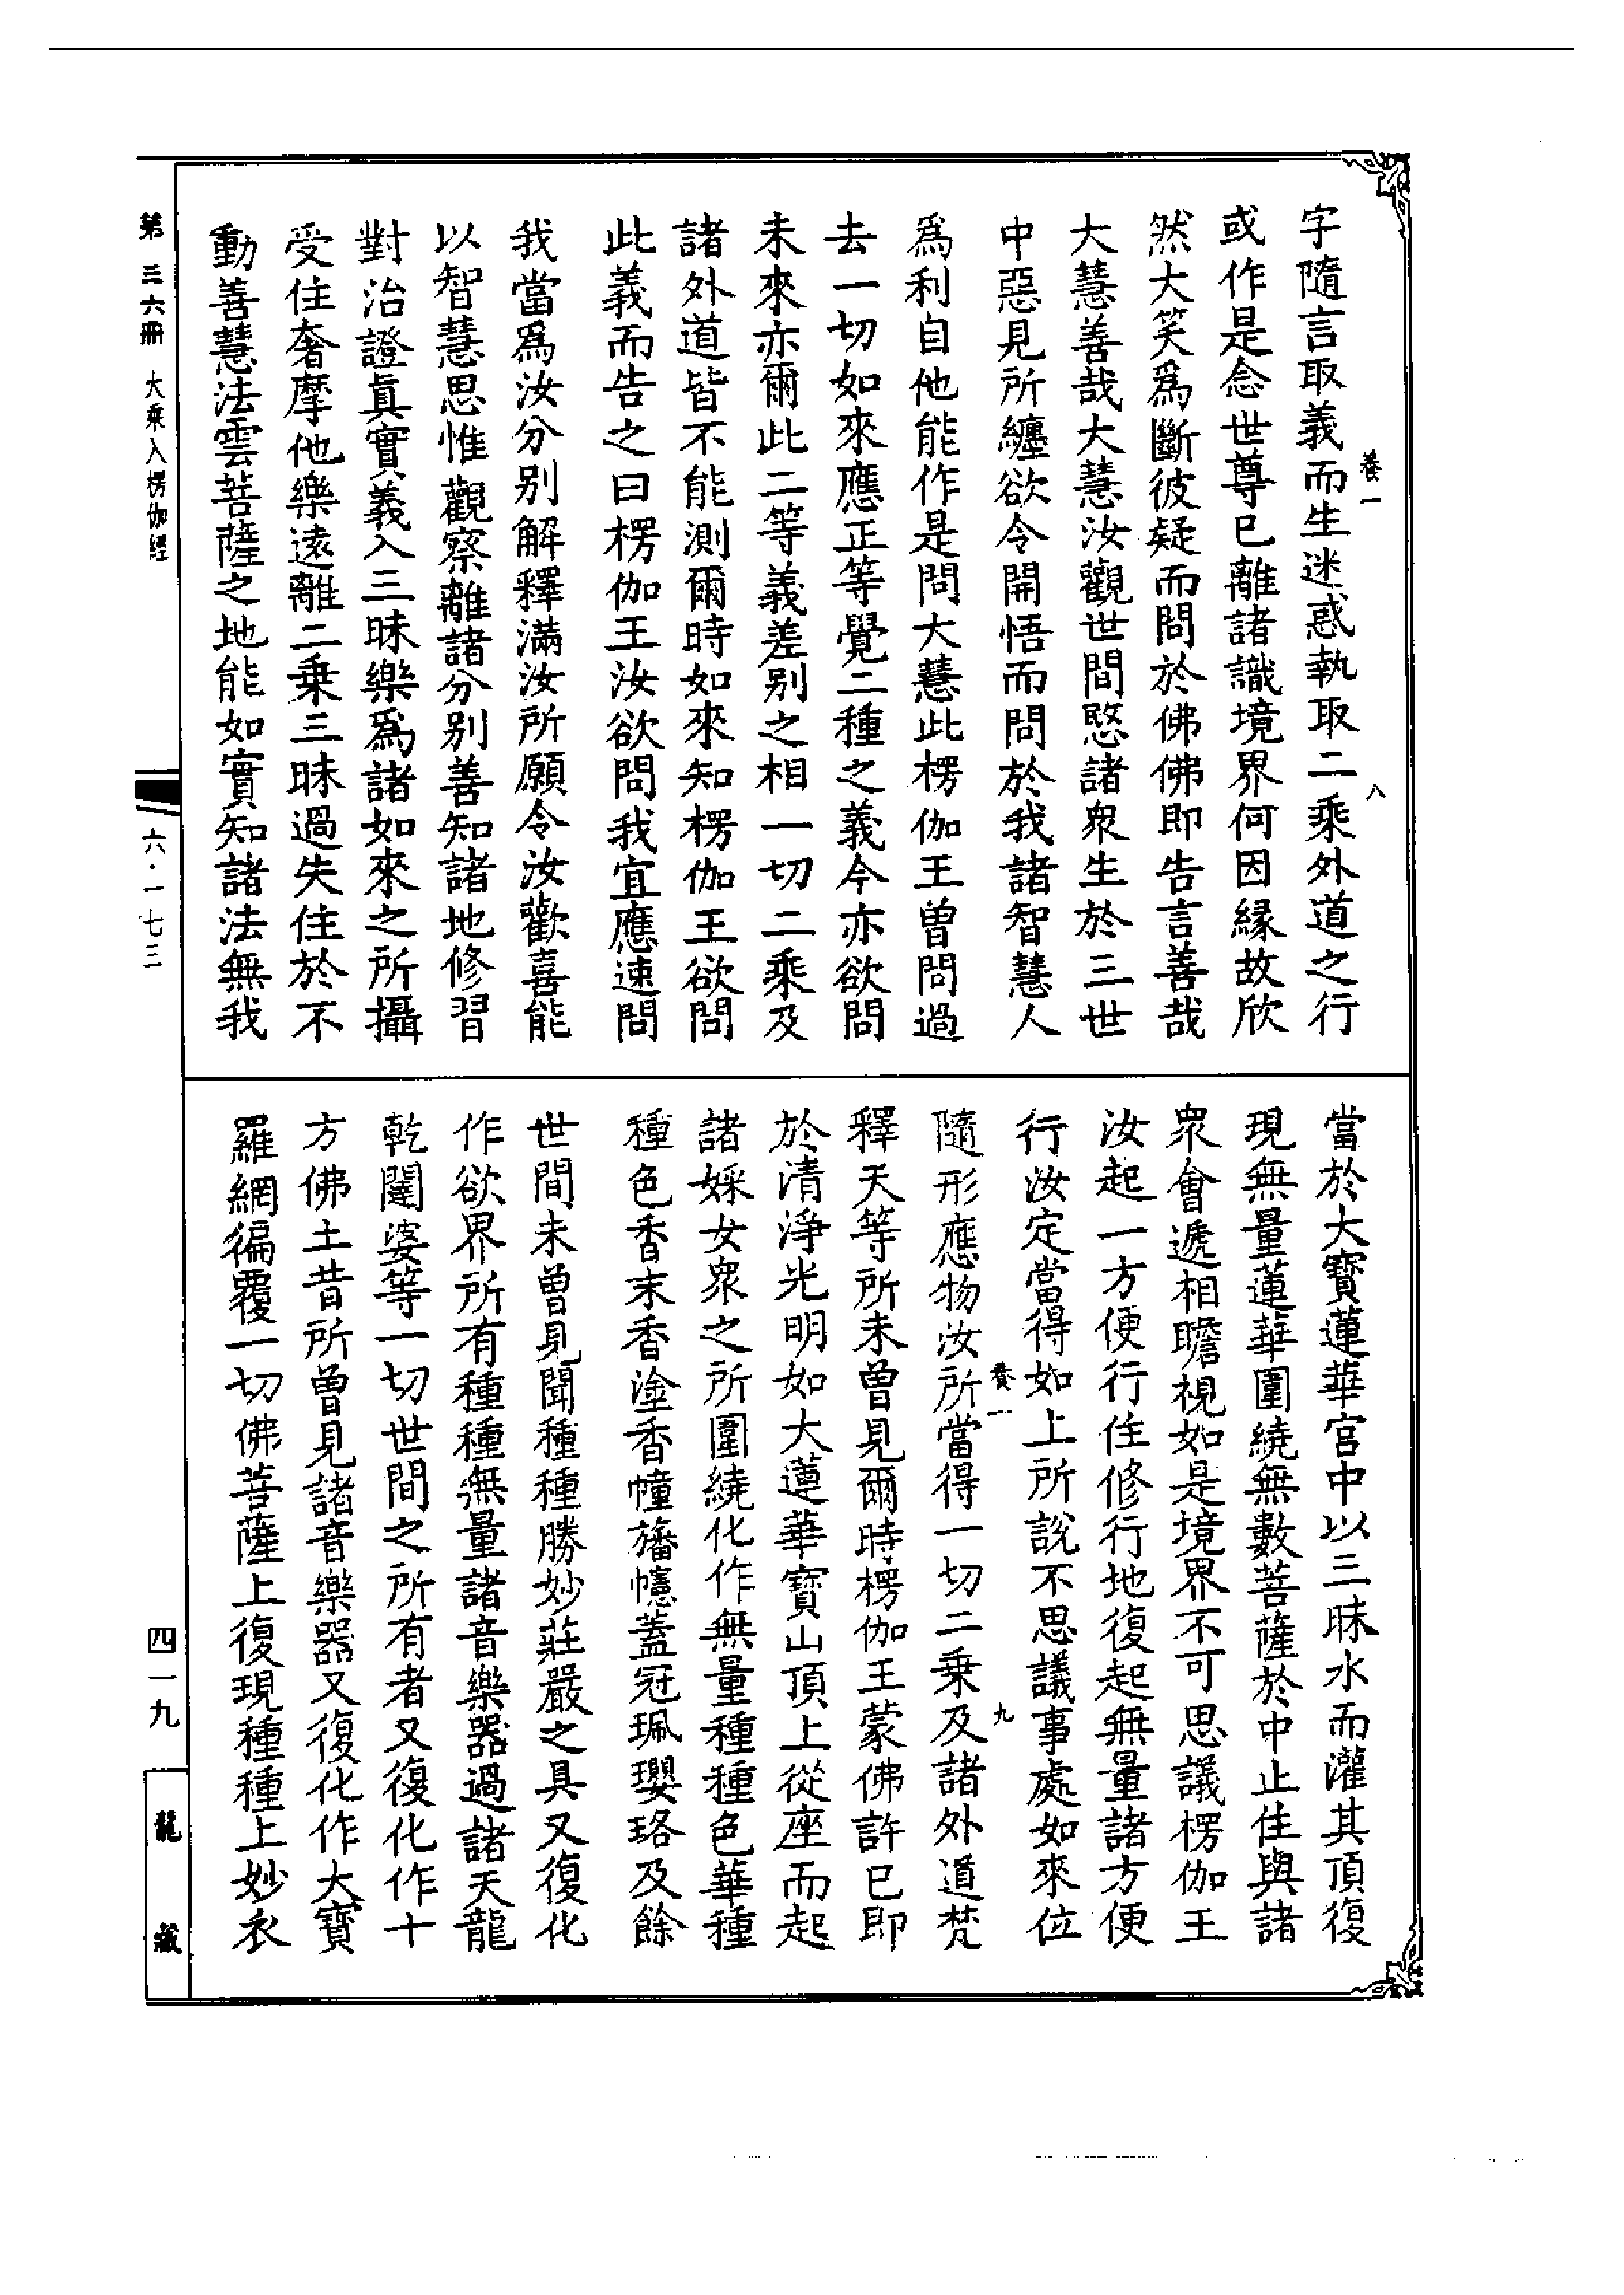 字隨言取義而生迷惑執取二乘外道之行
或作是念世尊已離諸識境界何因緣故欣
然大笑爲斷彼疑而問於佛佛即告言善哉
大慧善哉大慧汝觀世間愍諸衆生於三世
中惡見所纏欲令開悟而問於我諸智慧人
爲利自他能作是問大慧此楞伽王曾問過
去一切如來應正等覺二種之義今亦欲問
未來亦爾此二等義差別之相一切二乘及
諸外道皆不能測爾時如來知楞伽王欲問
此義而告之曰楞伽王汝欲問我宜應速問
我當爲汝分別解釋滿汝所願令汝歡喜能
以智慧思惟觀察離諸分別善知諸地修習
對治證眞實義入三昧樂爲諸如來之所攝
受住奢摩他樂遠離二乘三昧過失住於不
動善慧法雲菩薩之地能如實知諸法無我
卷一
八
當於大寶蓮華宮中以三昧水而灌其頂復
現無量蓮華圍繞無數菩薩於中止住與諸
衆會遞相瞻視如是境界不可思議楞伽王
汝起一方便行住修行地復起無量諸方便
行汝定當得如上所說不思議事處如來位
隨形應物汝所當得一切二乘及諸外道梵
釋天等所未曾見爾時楞伽王蒙佛許已即
於清淨光明如大蓮華寶山頂上從座而起
諸婇女衆之所圍繞化作無量種種色華種
種色香末香塗香幢旛幰蓋冠珮瓔珞及餘
世間未曾見聞種種勝妙莊嚴之具又復化
作欲界所有種種無量諸音樂器過諸天龍
乾闥婆等一切世間之所有者又復化作十
方佛土昔所曾見諸音樂器又復化作大寶
羅網徧覆一切佛菩薩上復現種種上妙衣
卷一
九
第三六冊 大乘入楞伽經
六·一七三
四一九
龍藏